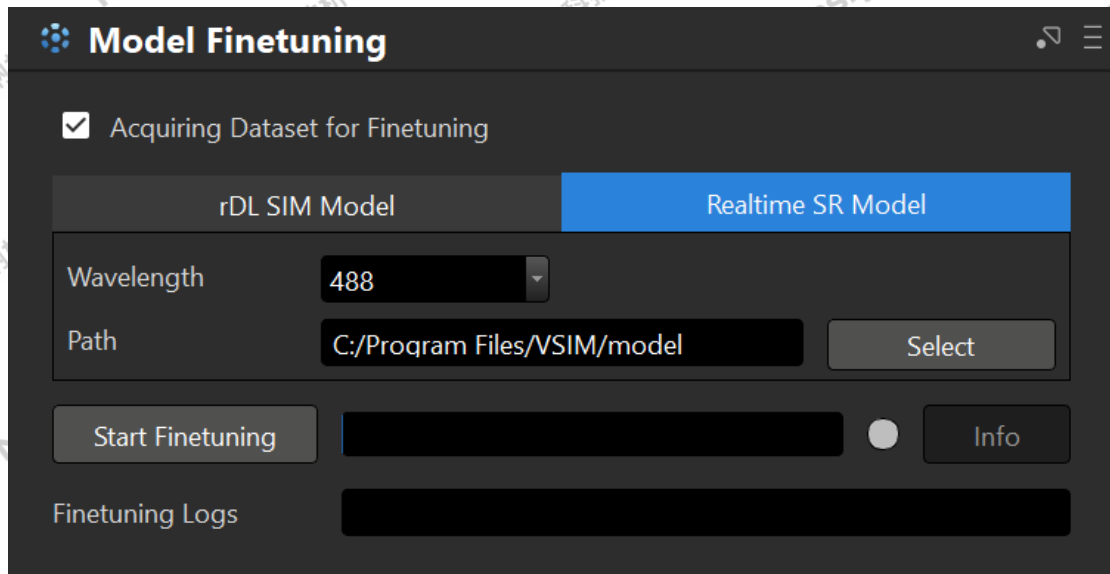 Model Finetuning
Acquiring Dataset for Finetuning
rDL SIM Model
Realtime SR Model
Wavelength
488
Path
C:/Program Files/VSIM/model
Select
Start Finetuning
Info
Finetuning Logs